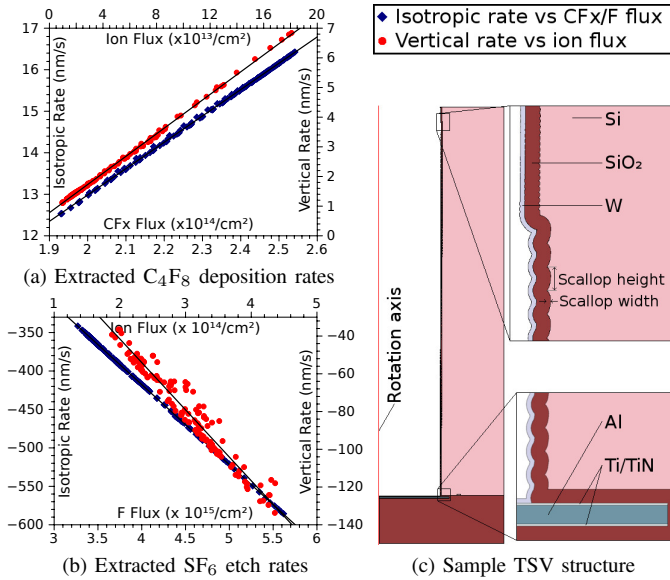 Isotropic rate vs CFx/F flux
Vertical rate vs ion flux
0 2 4 6 8 10 12 14 16 18 20
Ion Flux (x10¹³/cm²)
17
16
15
14
13
12
Isotropic Rate (nm/s)
7
6
5
4
3
2
1
0
Vertical Rate (nm/s)
CFx Flux (x10¹⁴/cm²)
1.9 2 2.1 2.2 2.3 2.4 2.5 2.6
(a) Extracted C₄F₈ deposition rates
1 2 3 4 5
Ion Flux (x 10¹⁴/cm²)
−350
−400
−450
−500
−550
−600
Isotropic Rate (nm/s)
−40
−60
−80
−100
−120
−140
Vertical Rate (nm/s)
F Flux (x 10¹⁵/cm²)
3 3.5 4 4.5 5 5.5 6
(b) Extracted SF₆ etch rates
Rotation axis
Si
SiO₂
W
Scallop height
Scallop width
Al
Ti/TiN
(c) Sample TSV structure